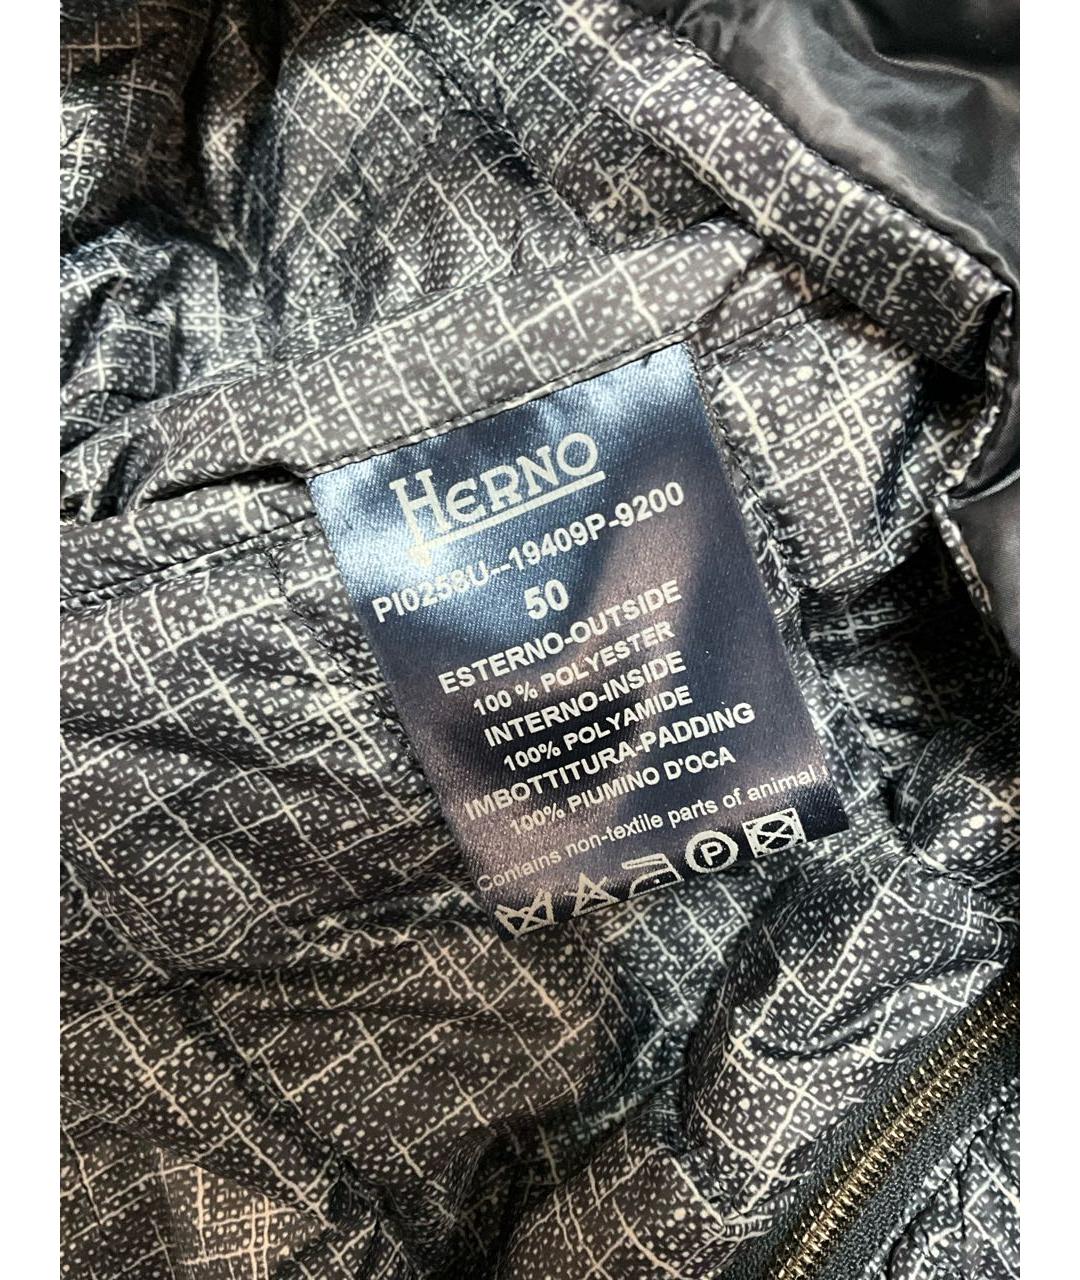 HERNO
PI0258U--19409P-9200
50
ESTERNO-OUTSIDE
100 % POLYESTER
INTERNO-INSIDE
100% POLYAMIDE
IMBOTTITURA-PADDING
100% PIUMINO D'OCA
Contains non-textile parts of animal
P